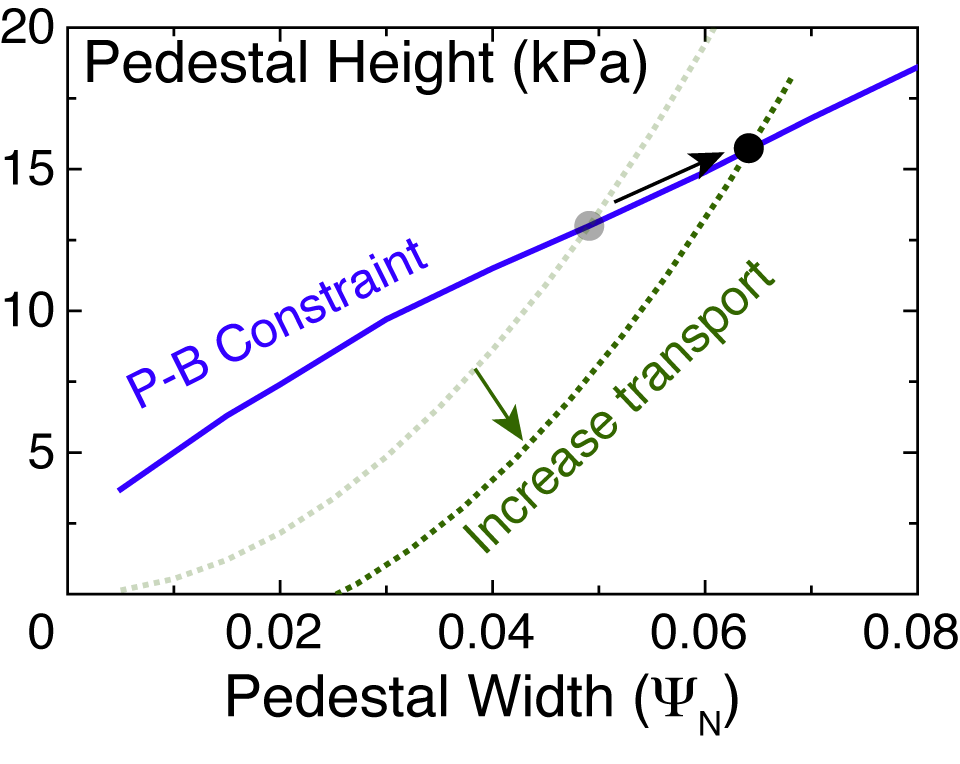 20
Pedestal Height (kPa)
15
10
5
P-B Constraint
Increase transport
0
0.02
0.04
0.06
0.08
Pedestal Width (Ψ_N)